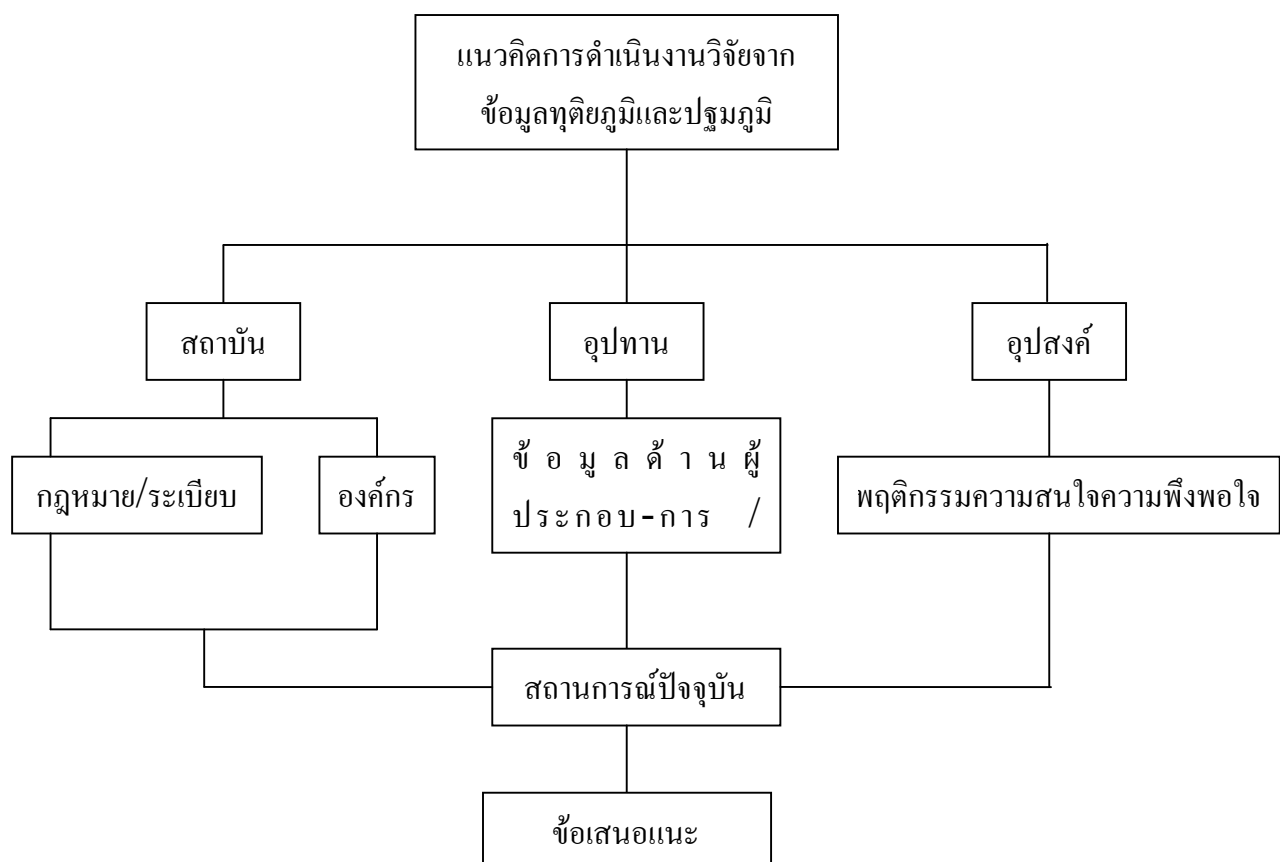 แนวคิดการดำเนินงานวิจัยจาก
ข้อมูลทุติยภูมิและปฐมภูมิ
สถาบัน
อุปทาน
อุปสงค์
กฎหมาย/ระเบียบ
องค์กร
ข้อมูลด้านผู้
ประกอบ-การ /
พฤติกรรมความสนใจความพึงพอใจ
สถานการณ์ปัจจุบัน
ข้อเสนอแนะ